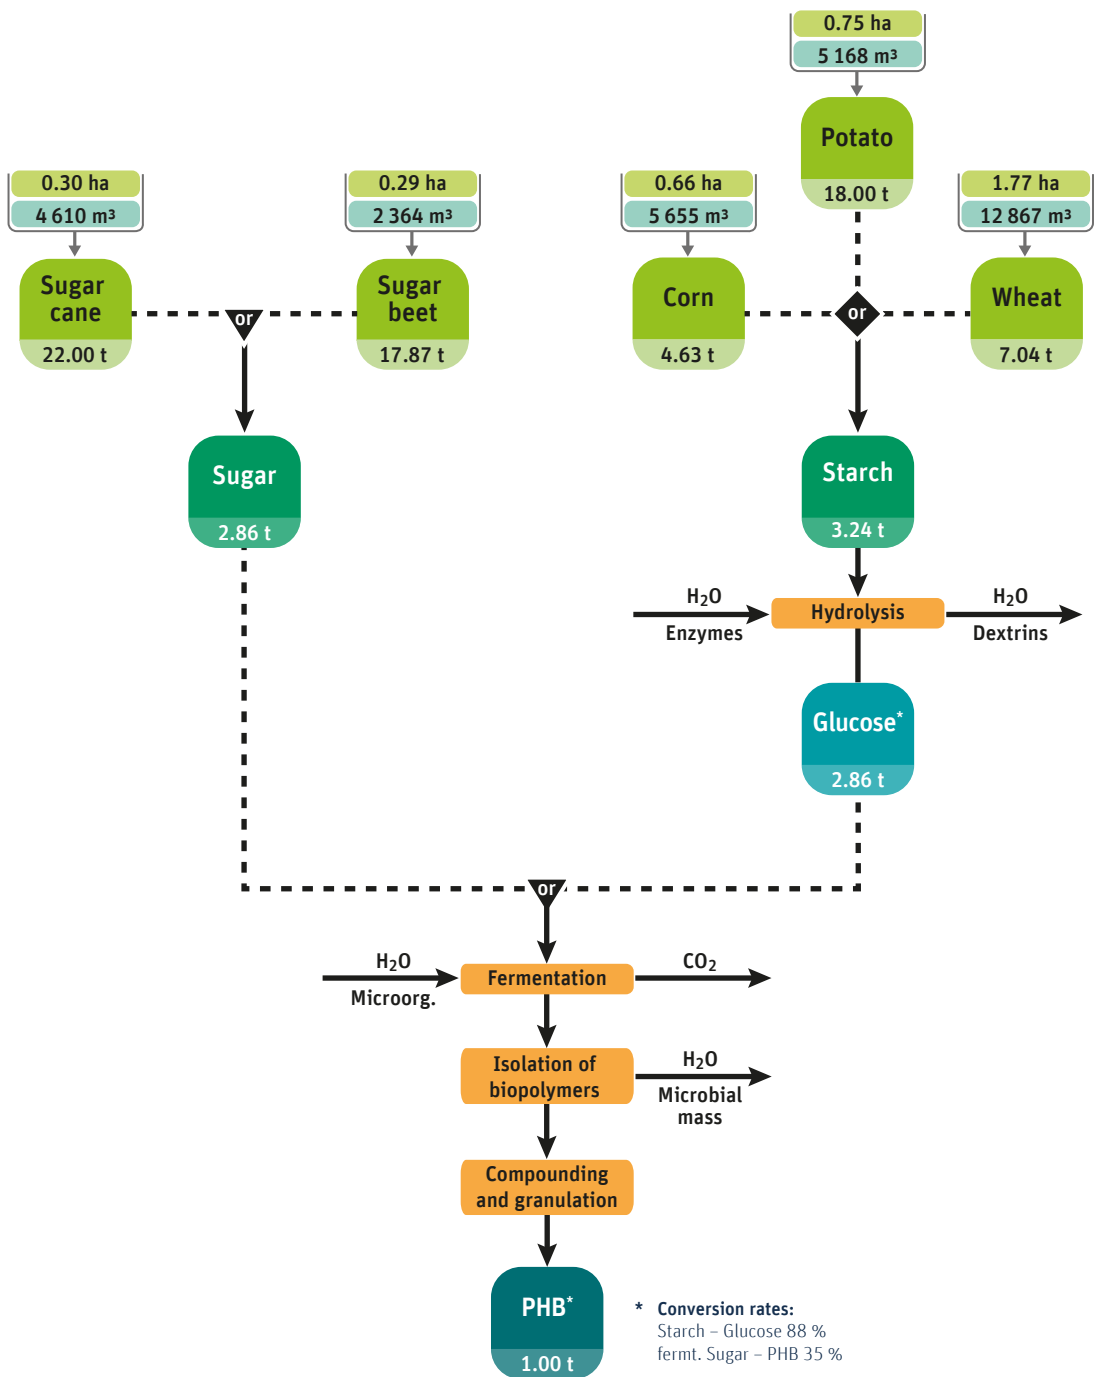 0.75 ha
5 168 m³
Potato
18.00 t
0.30 ha
4 610 m³
Sugar
cane
22.00 t
or
0.29 ha
2 364 m³
Sugar
beet
17.87 t
0.66 ha
5 655 m³
Corn
4.63 t
or
1.77 ha
12 867 m³
Wheat
7.04 t
Sugar
2.86 t
Starch
3.24 t
H₂O
Enzymes
Hydrolysis
H₂O
Dextrins
Glucose*
2.86 t
or
H₂O
Microorg.
Fermentation
CO₂
Isolation of
biopolymers
H₂O
Microbial
mass
Compounding
and granulation
PHB*
1.00 t
* Conversion rates:
Starch – Glucose 88 %
fermt. Sugar – PHB 35 %